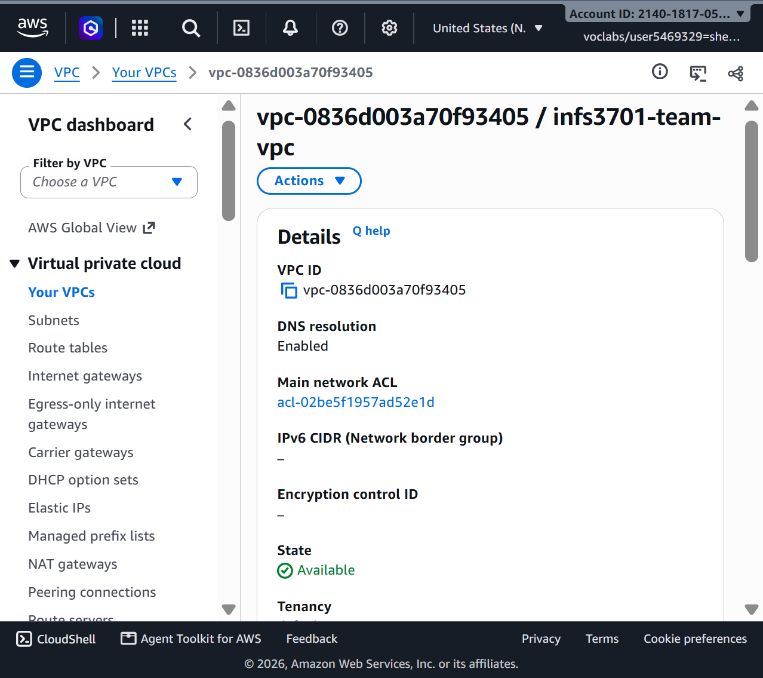 aws
United States (N.
Account ID: 2140-1817-05...
voclabs/user5469329=she...
VPC
Your VPCs
vpc-0836d003a70f93405
VPC dashboard
Filter by VPC
Choose a VPC
AWS Global View
Virtual private cloud
Your VPCs
Subnets
Route tables
Internet gateways
Egress-only internet
gateways
Carrier gateways
DHCP option sets
Elastic IPs
Managed prefix lists
NAT gateways
Peering connections
Route servers
vpc-0836d003a70f93405 / infs3701-team-
vpc
Actions
Details
Q help
VPC ID
vpc-0836d003a70f93405
DNS resolution
Enabled
Main network ACL
acl-02be5f1957ad52e1d
IPv6 CIDR (Network border group)
–
Encryption control ID
–
State
Available
Tenancy
CloudShell
Agent Toolkit for AWS
Feedback
Privacy
Terms
Cookie preferences
© 2026, Amazon Web Services, Inc. or its affiliates.